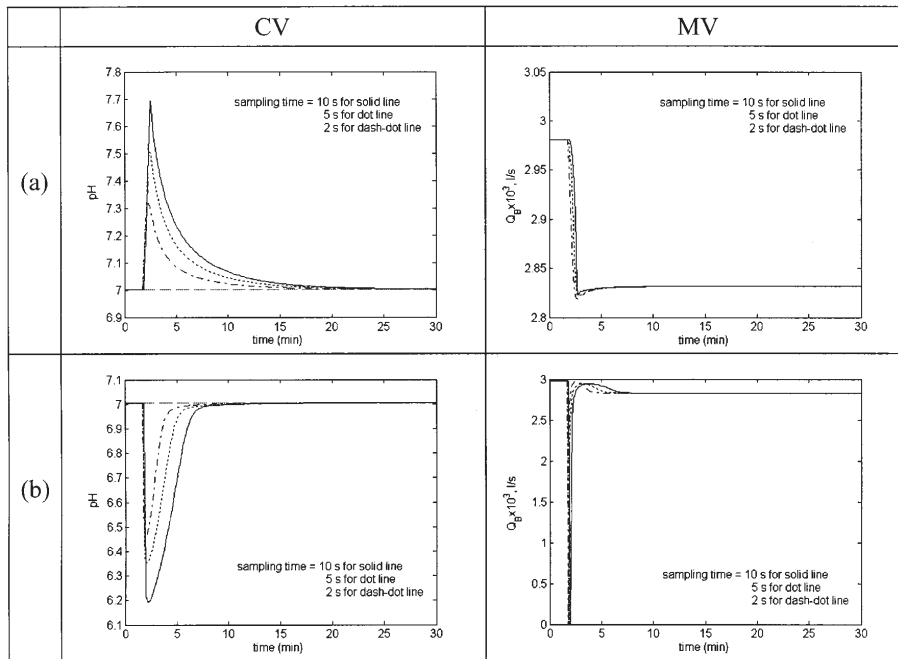 CV
MV
(a)
7.8
7.7
7.6
7.5
7.4
7.3
7.2
7.1
7
6.9
pH
sampling time = 10 s for solid line
5 s for dot line
2 s for dash-dot line
0 5 10 15 20 25 30
time (min)
3.05
3
2.95
2.9
2.85
2.8
Q_B×10³, l/s
sampling time = 10 s for solid line
5 s for dot line
2 s for dash-dot line
0 5 10 15 20 25 30
time (min)
(b)
7.1
7
6.9
6.8
6.7
6.6
6.5
6.4
6.3
6.2
6.1
pH
sampling time = 10 s for solid line
5 s for dot line
2 s for dash-dot line
0 5 10 15 20 25 30
time (min)
3
2.5
2
1.5
1
0.5
0
Q_B×10³, l/s
sampling time = 10 s for solid line
5 s for dot line
2 s for dash-dot line
0 5 10 15 20 25 30
time (min)